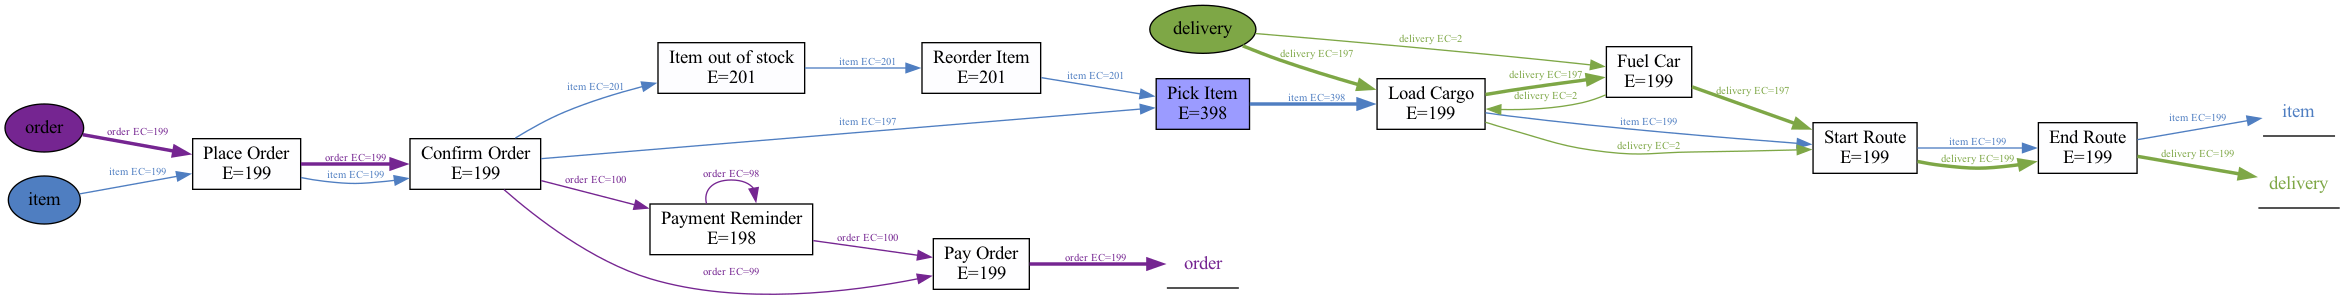 order
item
order EC=199
item EC=199
Place Order
E=199
order EC=199
item EC=199
Confirm Order
E=199
item EC=201
item EC=197
order EC=100
order EC=99
Item out of stock
E=201
item EC=201
Reorder Item
E=201
item EC=201
order EC=98
Payment Reminder
E=198
order EC=100
Pay Order
E=199
order EC=199
order
Pick Item
E=398
item EC=398
delivery
delivery EC=2
delivery EC=197
Load Cargo
E=199
delivery EC=197
delivery EC=2
item EC=199
delivery EC=2
Fuel Car
E=199
delivery EC=197
Start Route
E=199
item EC=199
delivery EC=199
End Route
E=199
item EC=199
delivery EC=199
item
delivery